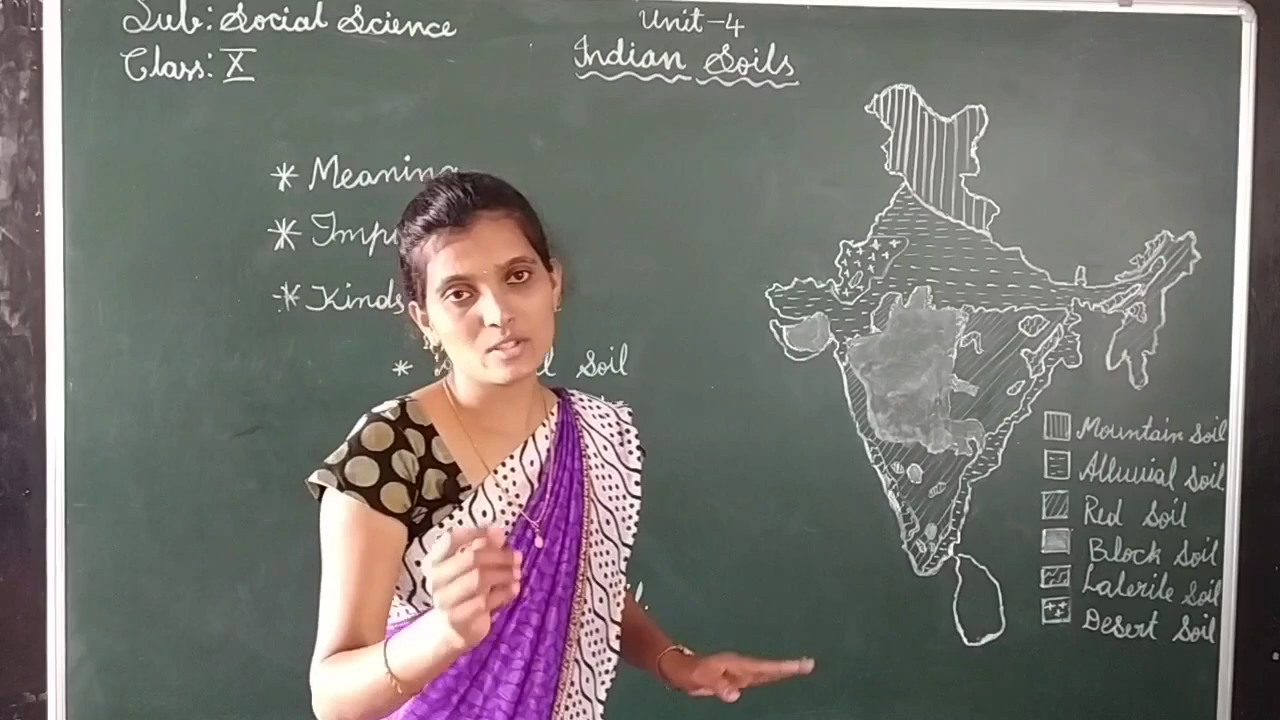 Sub: Social Science
Class: X
Unit-4
Indian Soils
* Meaning
*
* Kinds
* Soil
Mountain Soil
Alluvial Soil
Red Soil
Block Soil
Laterile Soil
Desert Soil